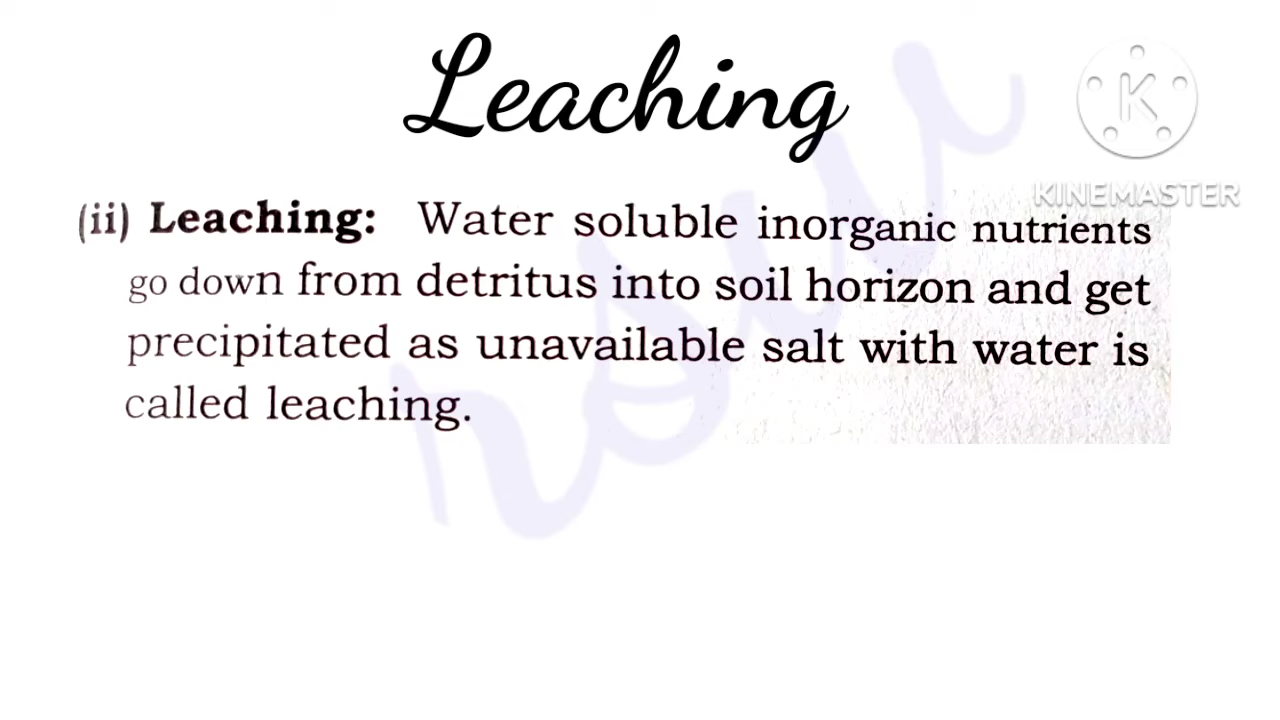 Leaching
KINEMASTER
(ii) Leaching: Water soluble inorganic nutrients
go down from detritus into soil horizon and get
precipitated as unavailable salt with water is
called leaching.